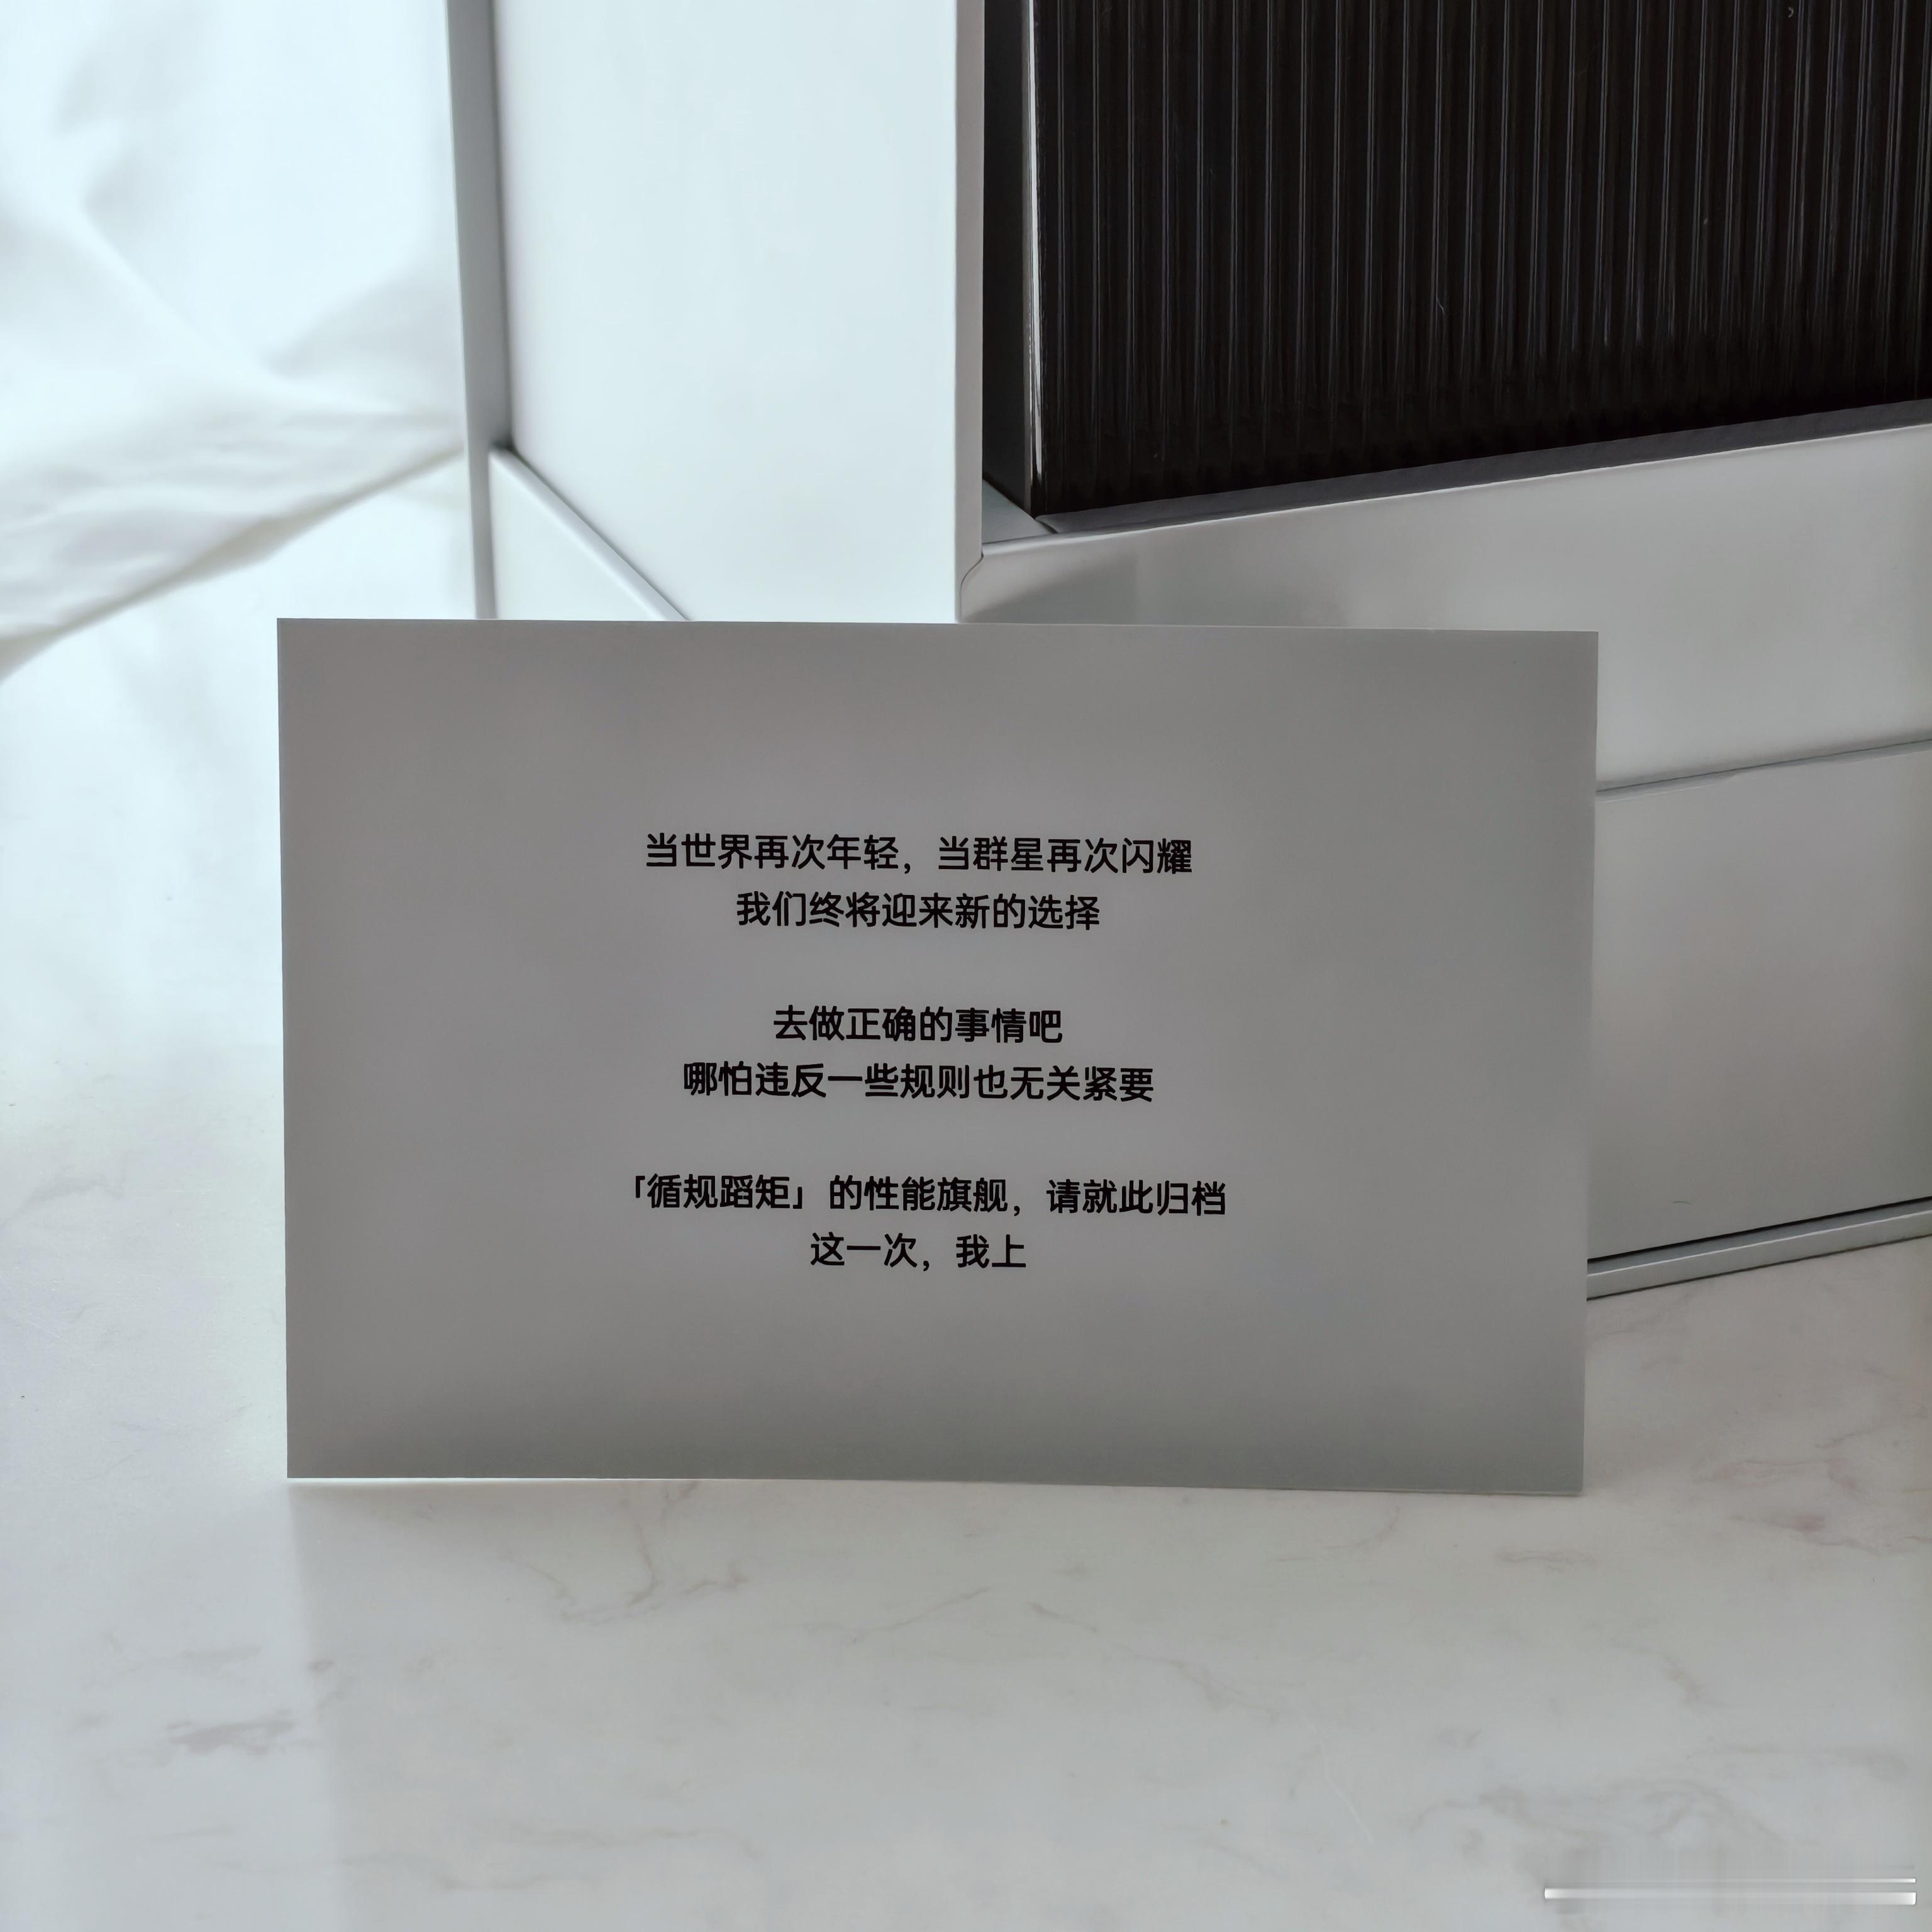 当世界再次年轻，当群星再次闪耀
我们终将迎来新的选择
去做正确的事情吧
哪怕违反一些规则也无关紧要
「循规蹈矩」的性能旗舰，请就此归档
这一次，我上